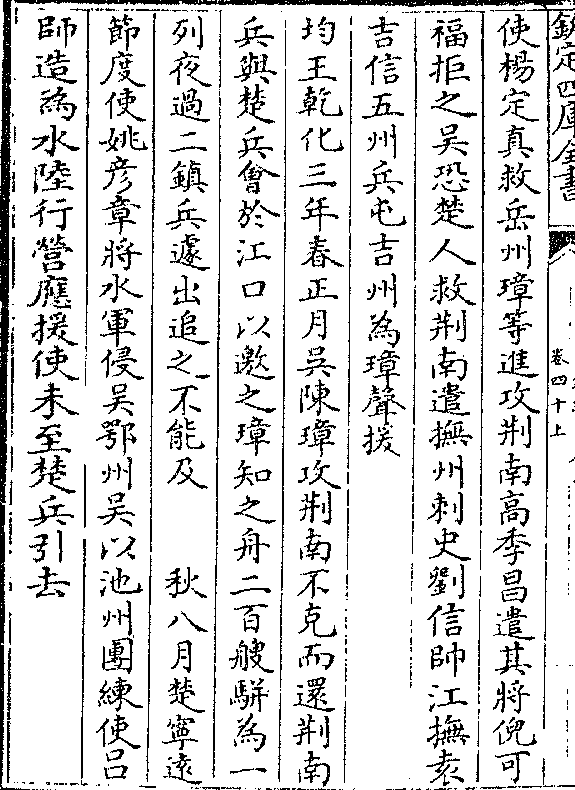 欽定四庫全書
卷四十上
使楊定真救岳州璋等進攻荆南高季昌遣其將倪可
福拒之吳恐楚人救荆南遣撫州刺史劉信帥江撫袁
吉信五州兵屯吉州為璋聲援
均王乾化三年春正月吳陳璋攻荆南不克而還荆南
兵與楚兵會於江口以邀之璋知之舟二百艘駢為一
列夜過二鎮兵遽出追之不能及　秋八月楚寧逺
節度使姚彦章將水軍侵吳鄂州吳以池州團練使吕
師造為水陸行營應援使未至楚兵引去